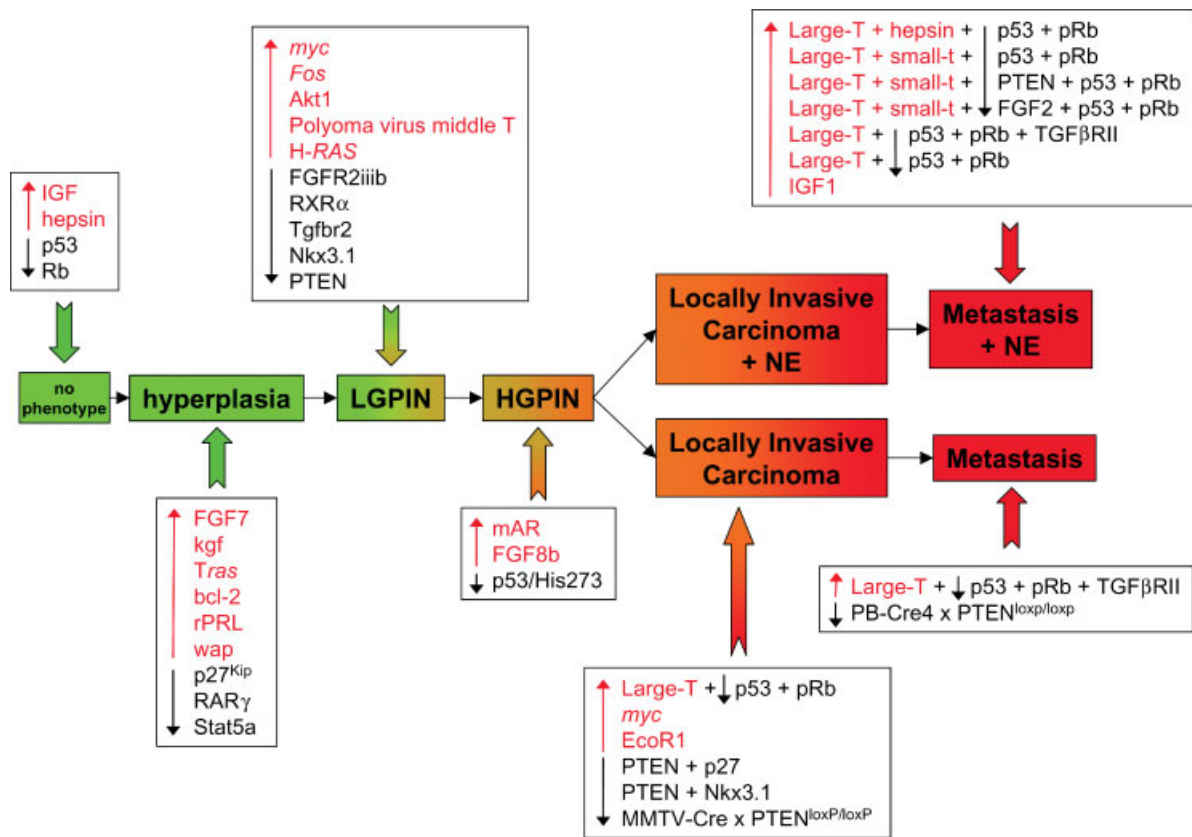 myc
Fos
Akt1
Polyoma virus middle T
H-RAS
FGFR2iiib
RXRα
Tgfbr2
Nkx3.1
PTEN
Large-T + hepsin + p53 + pRb
Large-T + small-t + p53 + pRb
Large-T + small-t + PTEN + p53 + pRb
Large-T + small-t + FGF2 + p53 + pRb
Large-T + p53 + pRb + TGFβRII
Large-T + p53 + pRb
IGF1
IGF
hepsin
p53
Rb
no
phenotype
hyperplasia
LGPIN
HGPIN
Locally Invasive
Carcinoma
+ NE
Metastasis
+ NE
Locally Invasive
Carcinoma
Metastasis
FGF7
kgf
Tras
bcl-2
rPRL
wap
p27Kip
RARγ
Stat5a
mAR
FGF8b
p53/His273
Large-T + p53 + pRb
myc
EcoR1
PTEN + p27
PTEN + Nkx3.1
MMTV-Cre x PTENloxP/loxP
Large-T + p53 + pRb + TGFβRII
PB-Cre4 x PTENloxp/loxp